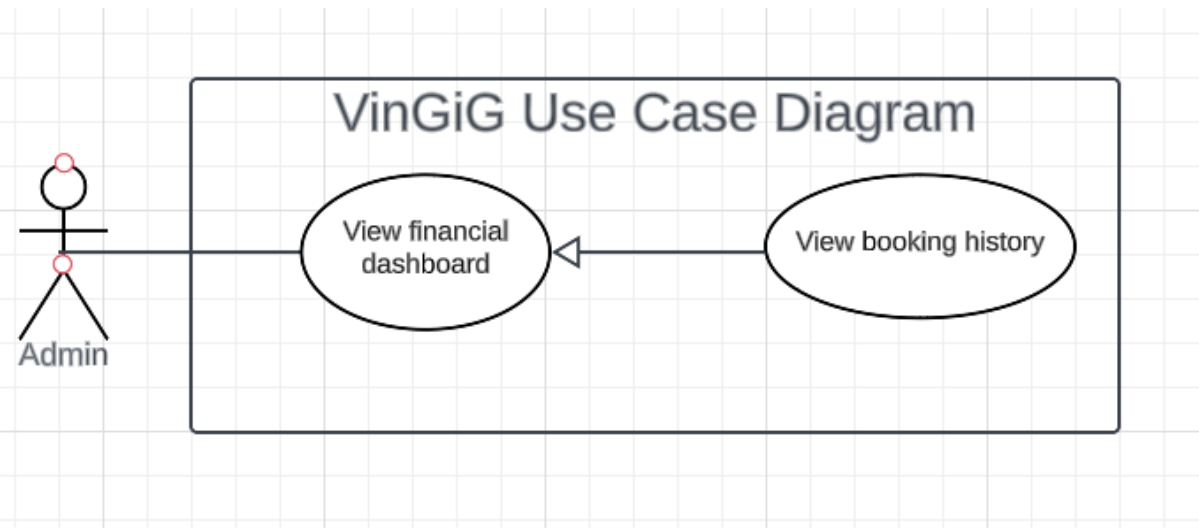 VinGiG Use Case Diagram
View financial
dashboard
View booking history
Admin